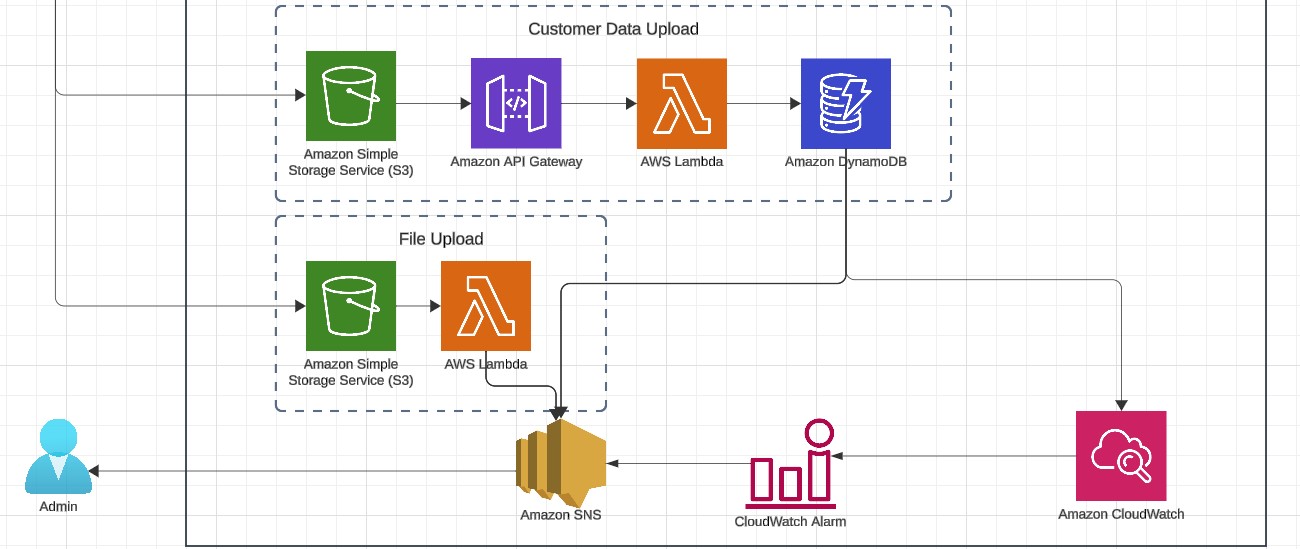 Customer Data Upload
Amazon Simple
Storage Service (S3)
Amazon API Gateway
AWS Lambda
Amazon DynamoDB
File Upload
Amazon Simple
Storage Service (S3)
AWS Lambda
Admin
Amazon SNS
CloudWatch Alarm
Amazon CloudWatch